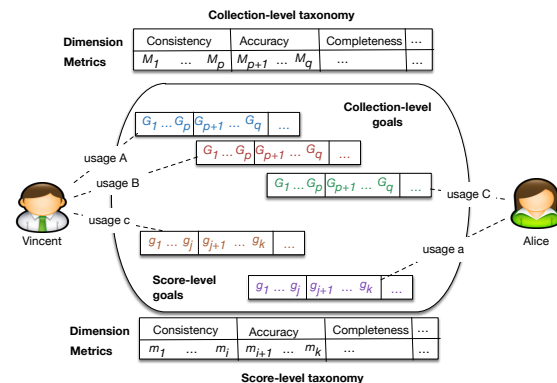 Collection-level taxonomy
Dimension Consistency Accuracy Completeness ...
Metrics M1 ... Mp Mp+1 ... Mq ... ...
Collection-level
goals
G1 ... Gp Gp+1 ... Gq ...
usage A
G1 ... Gp Gp+1 ... Gq ...
usage B
G1 ... Gp Gp+1 ... Gq ...
usage C
Vincent
Alice
usage c
g1 ... gj gj+1 ... gk ...
usage a
Score-level
goals
g1 ... gj gj+1 ... gk ...
Dimension Consistency Accuracy Completeness ...
Metrics m1 ... mi mi+1 ... mk ... ...
Score-level taxonomy